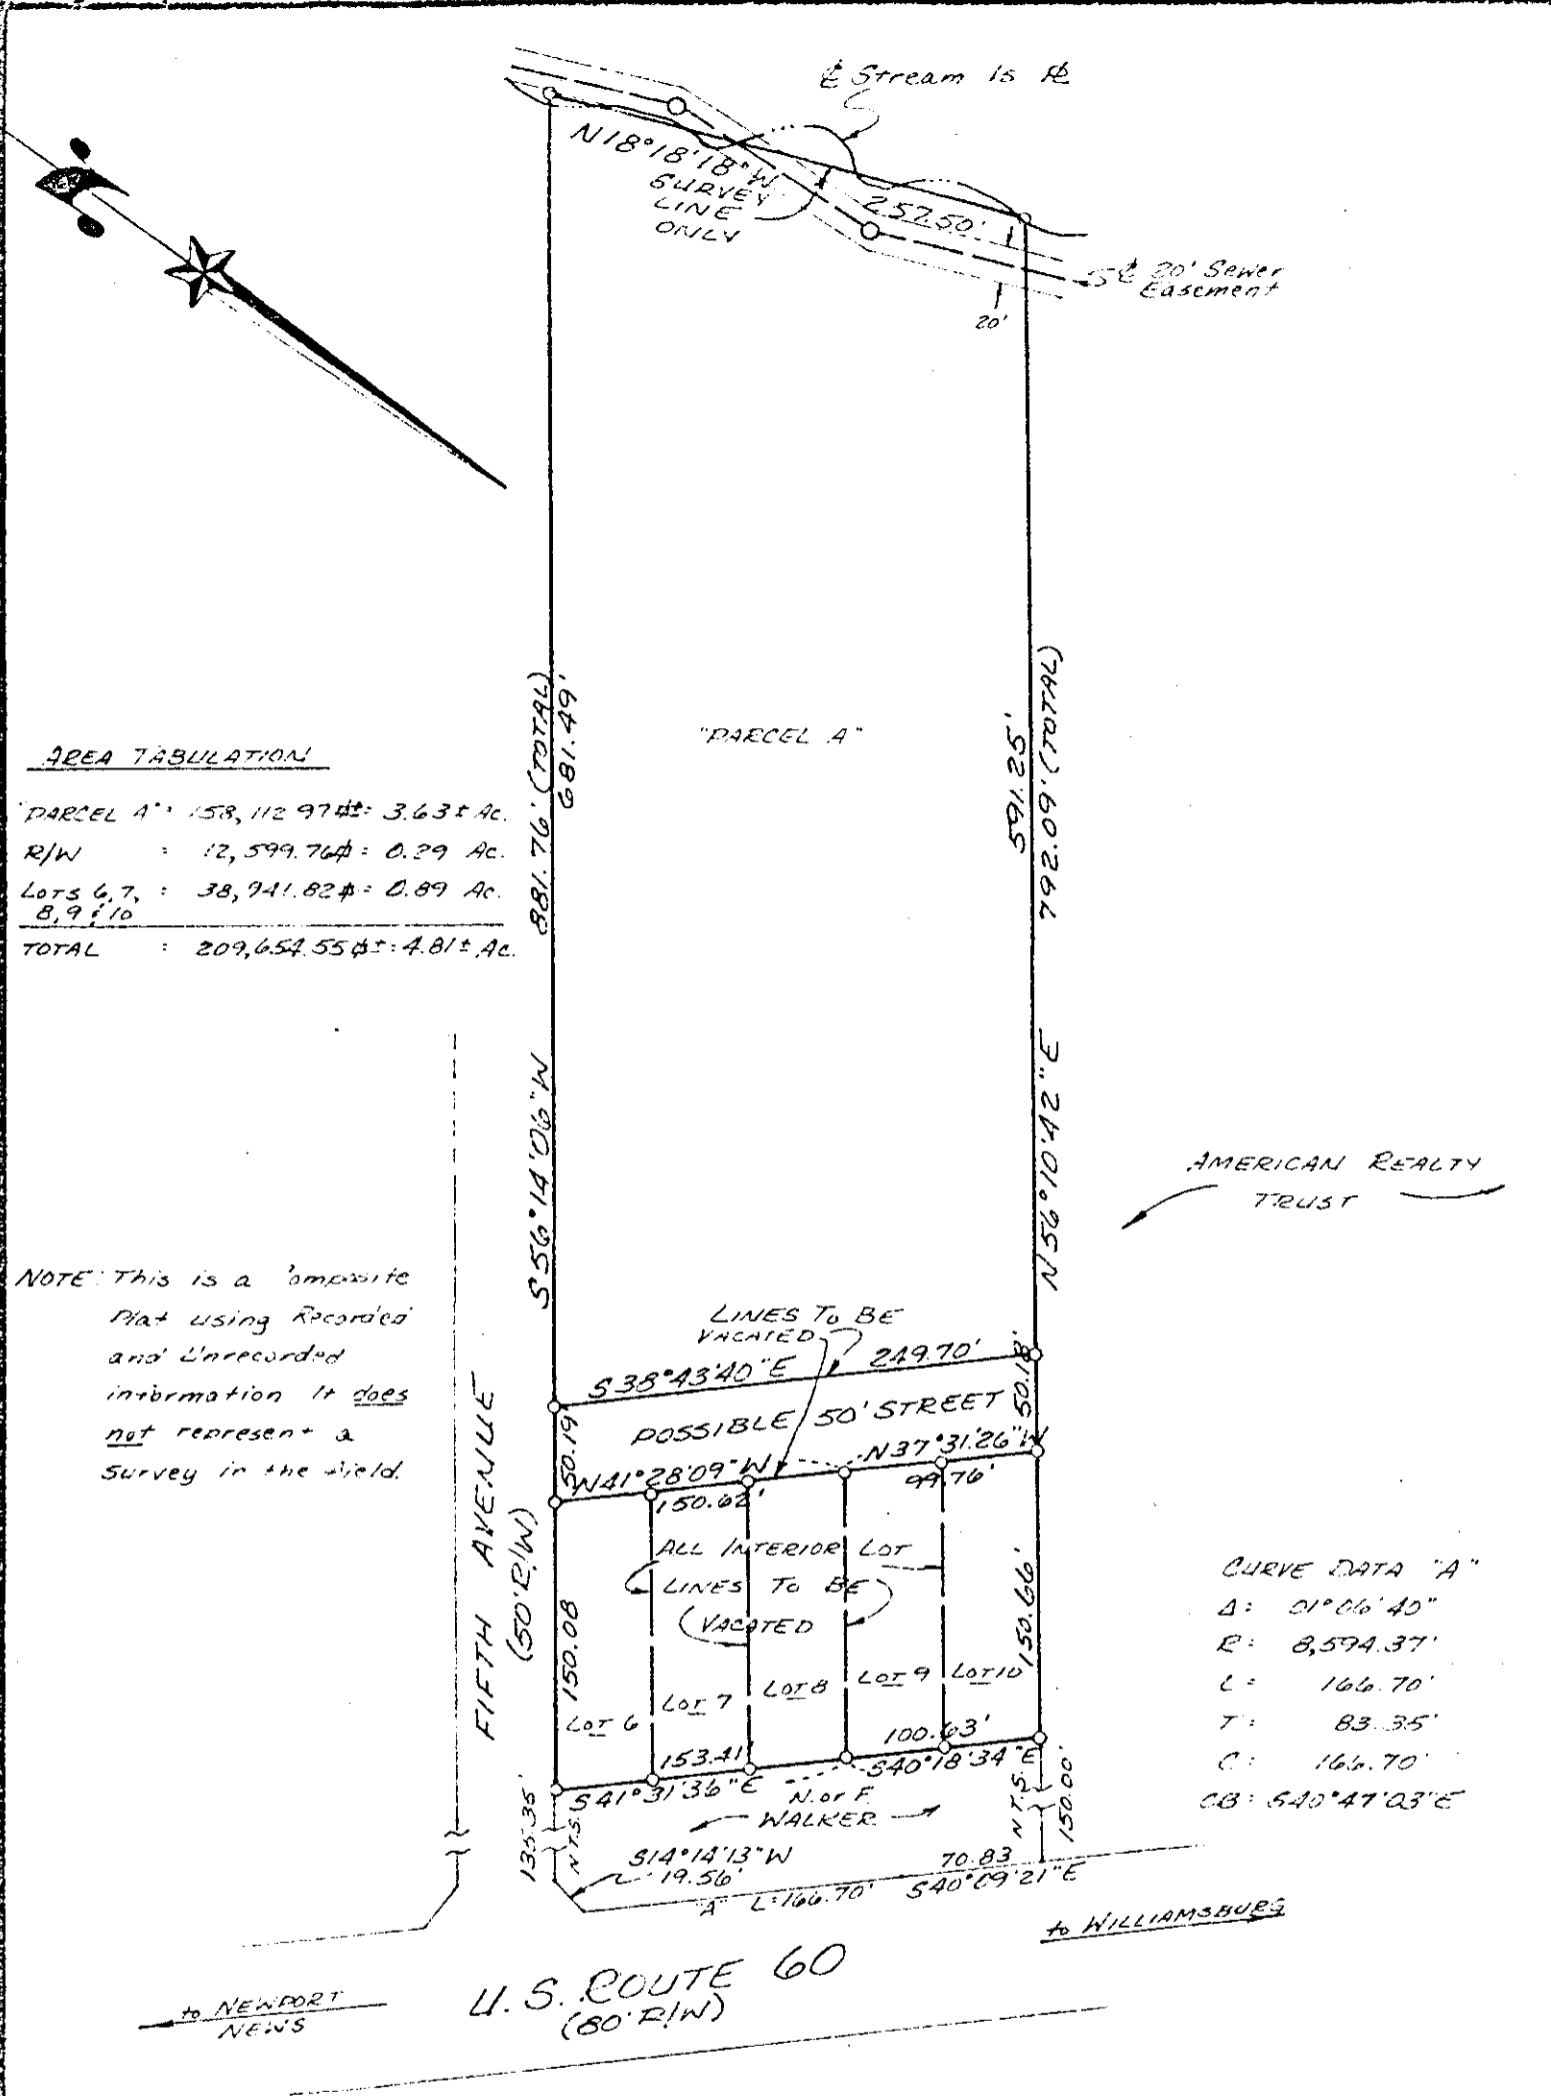 ℄ Stream Is ⅊
N18°18'18"W
SURVEY
LINE
ONLY
257.50'
℄ 20' Sewer
Easement
20'
881.76' (TOTAL)
681.49'
S56°14'06"W
"PARCEL A"
591.25'
792.09' (TOTAL)
N56°10'42"E
AREA TABULATION
"PARCEL A" : 158,112.97 ± : 3.63 ± Ac.
R/W : 12,599.76 : 0.29 Ac.
LOTS 6,7, : 38,941.82 : 0.89 Ac.
8,9 & 10
TOTAL : 209,654.55 ± : 4.81 ± Ac.
AMERICAN REALTY
TRUST
NOTE: This is a omposite
Plat using Recorded
and Unrecorded
information It does
not represent a
Survey in the Field.
LINES TO BE
VACATED
S38°43'40"E 249.70'
50.19'
POSSIBLE 50' STREET
50.18'
N41°28'09"W
150.62'
N37°31'26"W
99.76'
ALL INTERIOR LOT
LINES TO BE
VACATED
150.08
150.66'
LOT 6
LOT 7
LOT 8
LOT 9
LOT 10
153.41'
S41°31'36"E
100.63'
S40°18'34"E
N. or F.
WALKER
FIFTH AVENUE
(50' R/W)
135.35'
N.T.S.
N.T.S.
150.00'
S14°14'13"W
19.56'
"A" L=166.70'
70.83
S40°09'21"E
CURVE DATA "A"
Δ: 01°06'40"
R: 8,594.37'
L: 166.70'
T: 83.35'
C: 166.70'
CB: S40°47'03"E
to WILLIAMSBURG
to NEWPORT
NEWS
U.S. ROUTE 60
(80' R/W)